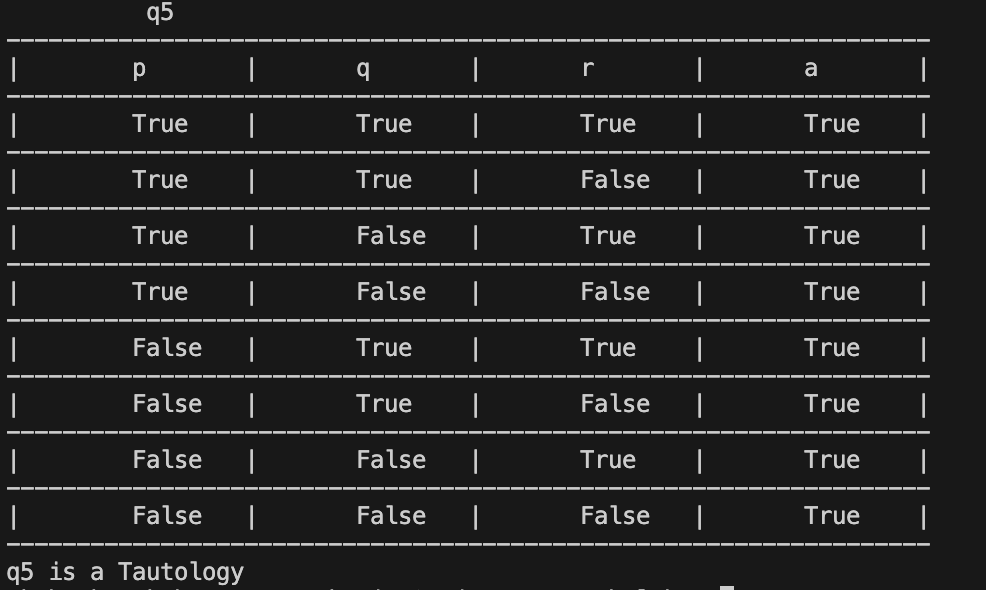 q5
| p | q | r | a |
| True | True | True | True |
| True | True | False | True |
| True | False | True | True |
| True | False | False | True |
| False | True | True | True |
| False | True | False | True |
| False | False | True | True |
| False | False | False | True |
q5 is a Tautology